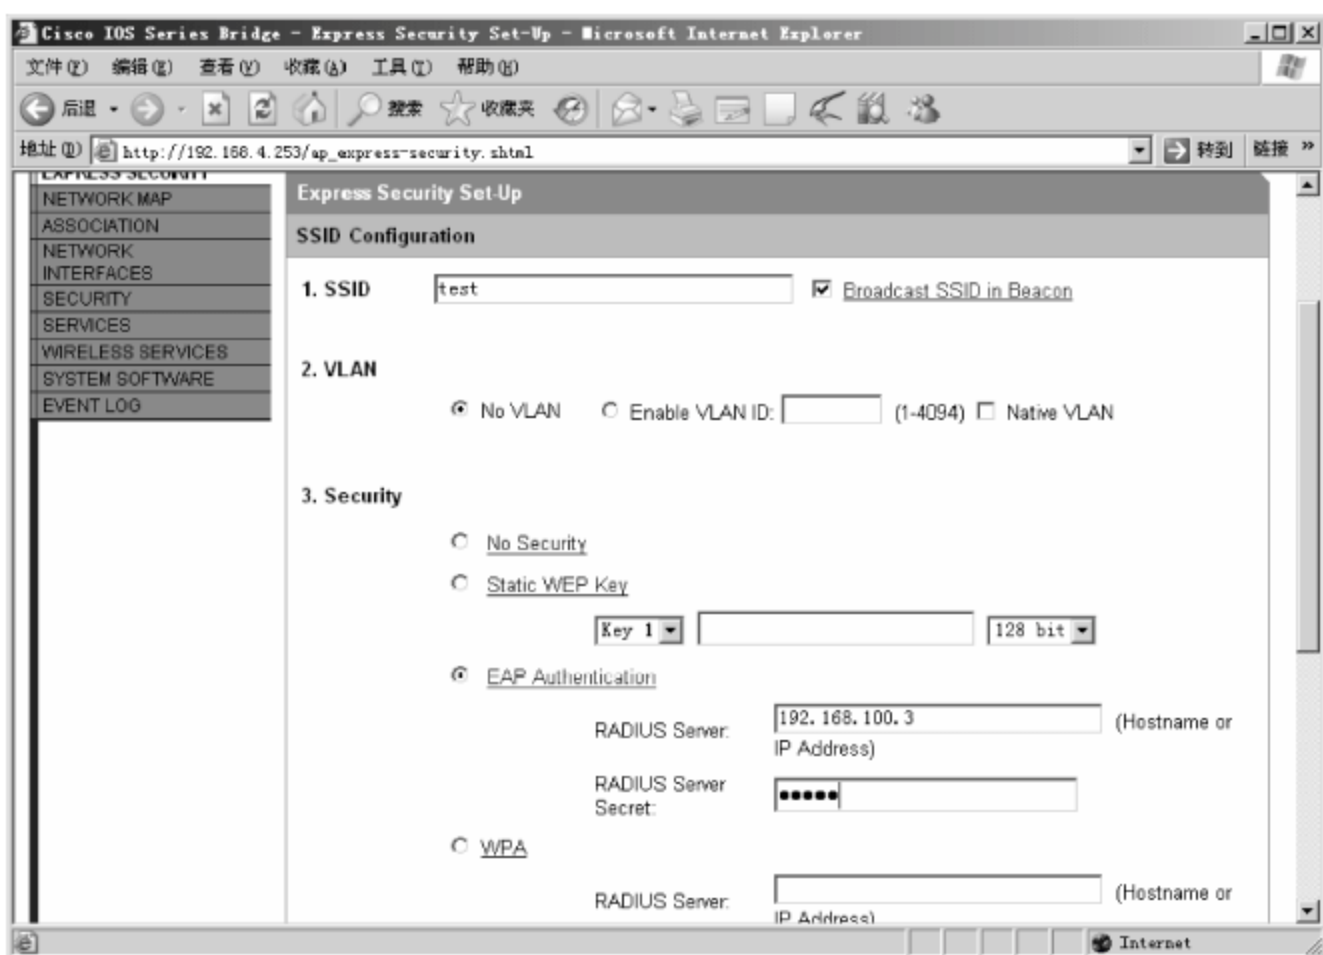 Cisco IOS Series Bridge - Express Security Set-Up - Microsoft Internet Explorer
文件(F) 编辑(E) 查看(V) 收藏(A) 工具(T) 帮助(H)
后退 搜索 收藏夹
地址(D) http://192.168.4.253/ap_express-security.shtml 转到 链接 »
EXPRESS SECURITY
NETWORK MAP
ASSOCIATION
NETWORK
INTERFACES
SECURITY
SERVICES
WIRELESS SERVICES
SYSTEM SOFTWARE
EVENT LOG
Express Security Set-Up
SSID Configuration
1. SSID test Broadcast SSID in Beacon
2. VLAN
No VLAN Enable VLAN ID: (1-4094) Native VLAN
3. Security
No Security
Static WEP Key
Key 1 128 bit
EAP Authentication
RADIUS Server: 192.168.100.3 (Hostname or
IP Address)
RADIUS Server
Secret: •••••
WPA
RADIUS Server: (Hostname or
IP Address)
Internet